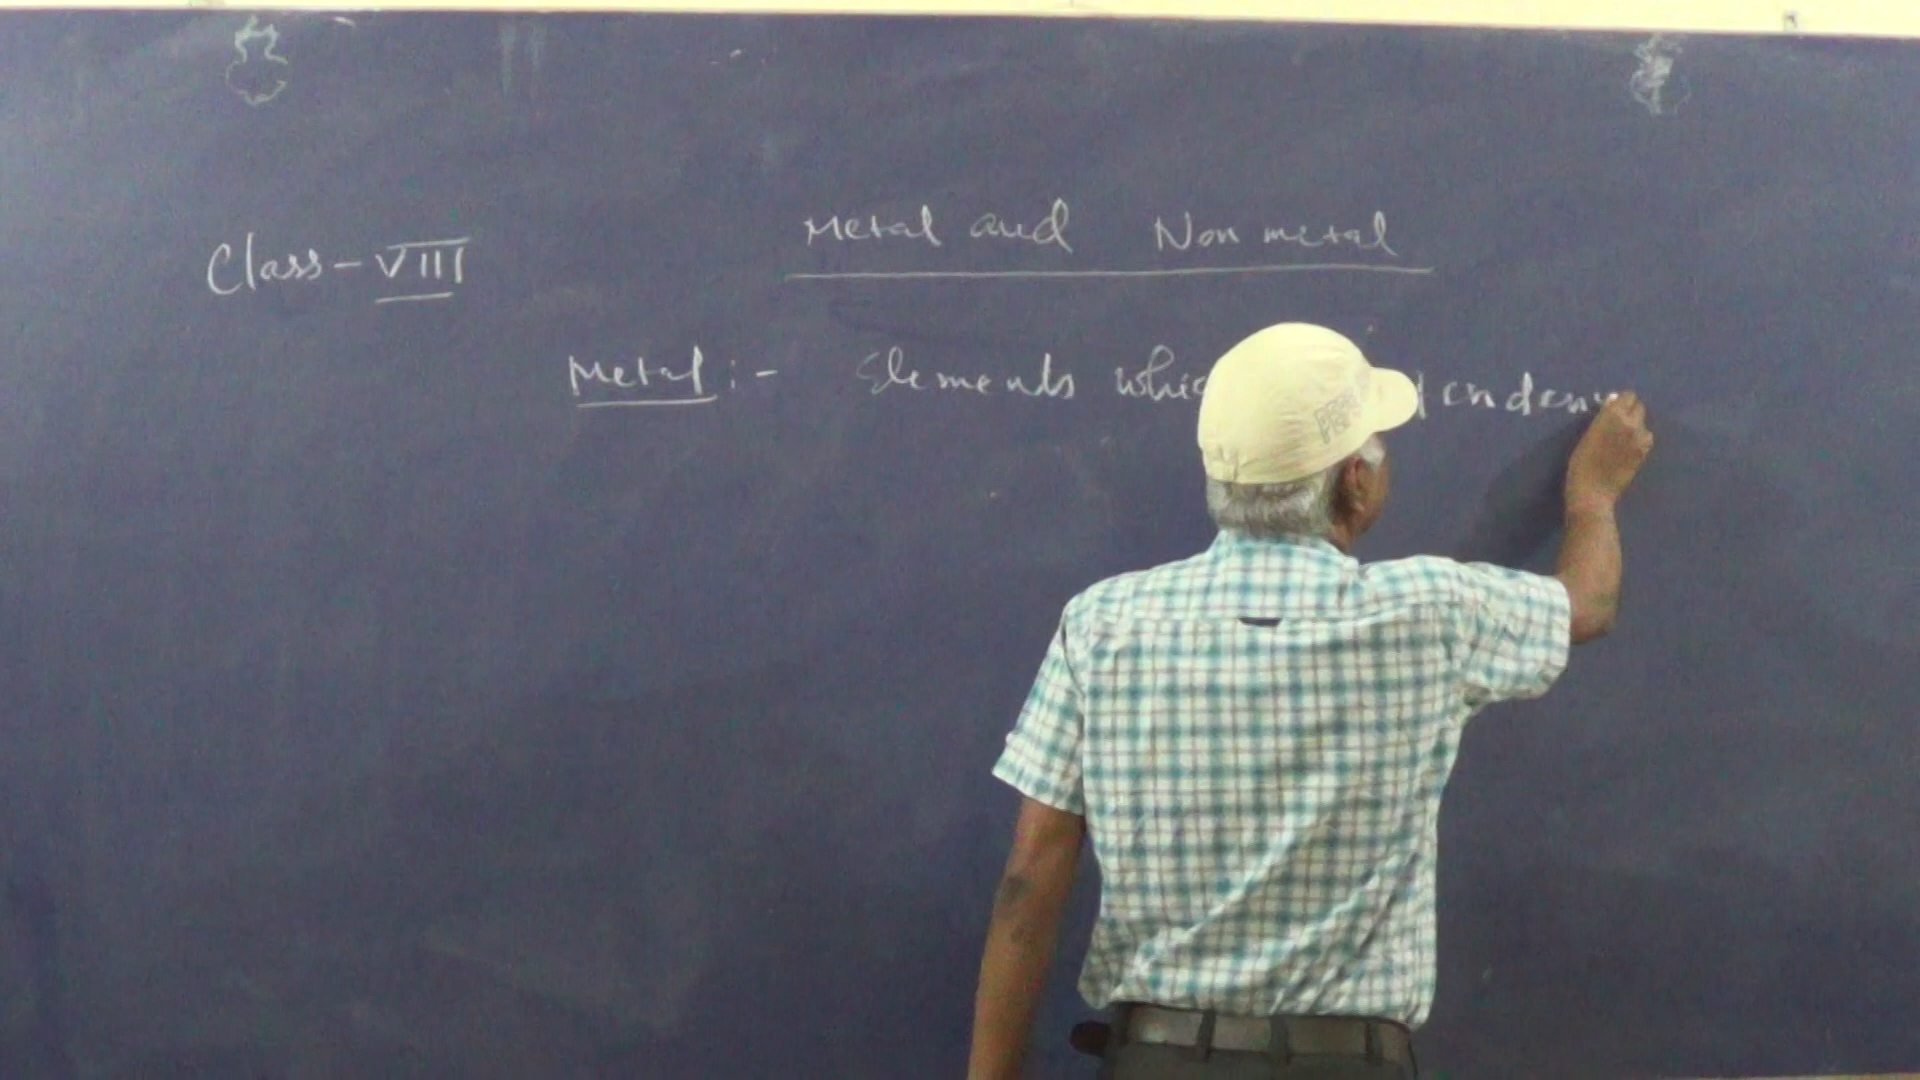 Metal and Non metal
Class - VIII
Metal :- Elements which